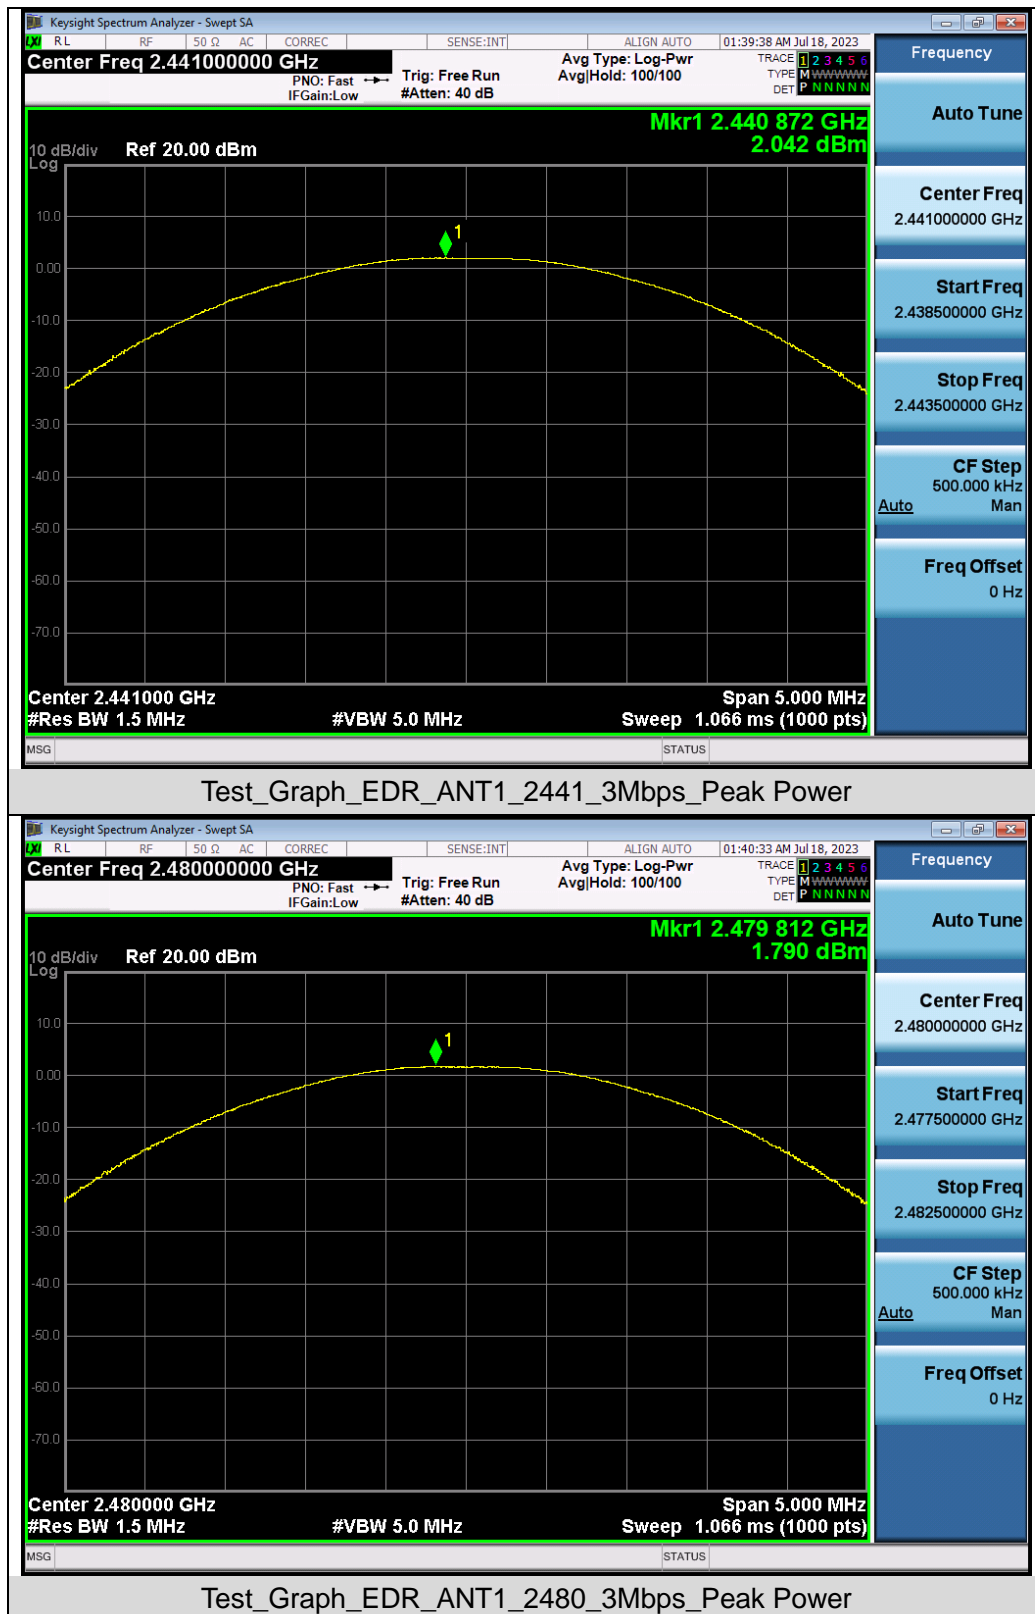 Keysight Spectrum Analyzer - Swept SA
LXI RL RF 50 Ω AC CORREC SENSE:INT ALIGN AUTO 01:39:38 AM Jul 18, 2023
Center Freq 2.441000000 GHz
PNO: Fast
IFGain:Low
Trig: Free Run
#Atten: 40 dB
Avg Type: Log-Pwr
Avg|Hold: 100/100
TRACE 1 2 3 4 5 6
TYPE M WWWWW
DET P N N N N N
Mkr1 2.440 872 GHz
2.042 dBm
10 dB/div Ref 20.00 dBm
Log
10.0
1
0.00
-10.0
-20.0
-30.0
-40.0
-50.0
-60.0
-70.0
Center 2.441000 GHz Span 5.000 MHz
#Res BW 1.5 MHz #VBW 5.0 MHz Sweep 1.066 ms (1000 pts)
MSG STATUS
Frequency
Auto Tune
Center Freq
2.441000000 GHz
Start Freq
2.438500000 GHz
Stop Freq
2.443500000 GHz
CF Step
500.000 kHz
Auto Man
Freq Offset
0 Hz
Test_Graph_EDR_ANT1_2441_3Mbps_Peak Power
Keysight Spectrum Analyzer - Swept SA
LXI RL RF 50 Ω AC CORREC SENSE:INT ALIGN AUTO 01:40:33 AM Jul 18, 2023
Center Freq 2.480000000 GHz
PNO: Fast
IFGain:Low
Trig: Free Run
#Atten: 40 dB
Avg Type: Log-Pwr
Avg|Hold: 100/100
TRACE 1 2 3 4 5 6
TYPE M WWWWW
DET P N N N N N
Mkr1 2.479 812 GHz
1.790 dBm
10 dB/div Ref 20.00 dBm
Log
10.0
1
0.00
-10.0
-20.0
-30.0
-40.0
-50.0
-60.0
-70.0
Center 2.480000 GHz Span 5.000 MHz
#Res BW 1.5 MHz #VBW 5.0 MHz Sweep 1.066 ms (1000 pts)
MSG STATUS
Frequency
Auto Tune
Center Freq
2.480000000 GHz
Start Freq
2.477500000 GHz
Stop Freq
2.482500000 GHz
CF Step
500.000 kHz
Auto Man
Freq Offset
0 Hz
Test_Graph_EDR_ANT1_2480_3Mbps_Peak Power